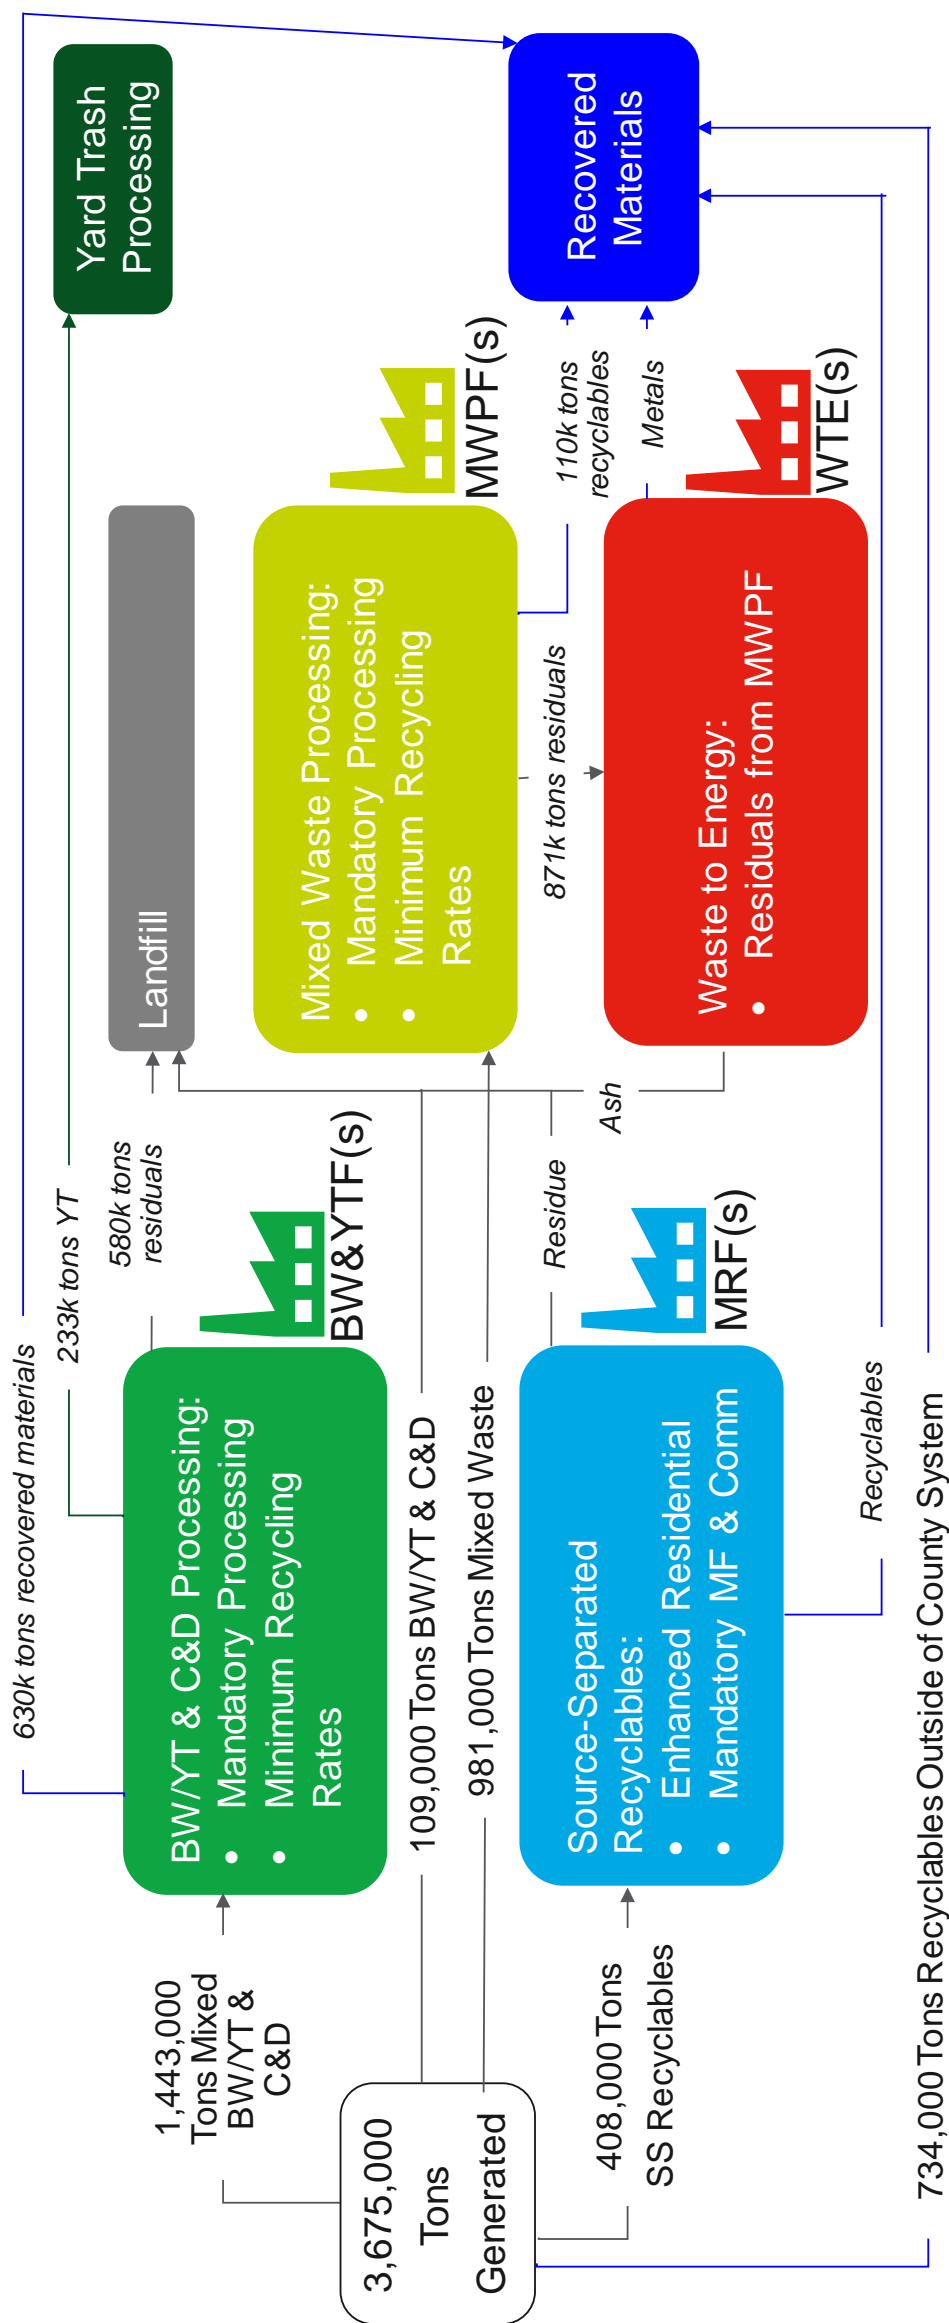 630k tons recovered materials
233k tons YT
Yard Trash
Processing
580k tons
residuals
Landfill
1,443,000
Tons Mixed
BW/YT &
C&D
BW/YT & C&D Processing:
• Mandatory Processing
• Minimum Recycling
Rates
BW&YTF(s)
Mixed Waste Processing:
• Mandatory Processing
• Minimum Recycling
Rates
MWPF(s)
3,675,000
Tons
Generated
109,000 Tons BW/YT & C&D
981,000 Tons Mixed Waste
Residue
Ash
871k tons residuals
110k tons
recyclables
Metals
Recovered
Materials
408,000 Tons
SS Recyclables
Source-Separated
Recyclables:
• Enhanced Residential
• Mandatory MF & Comm
MRF(s)
Waste to Energy:
• Residuals from MWPF
WTE(s)
Recyclables
734,000 Tons Recyclables Outside of County System